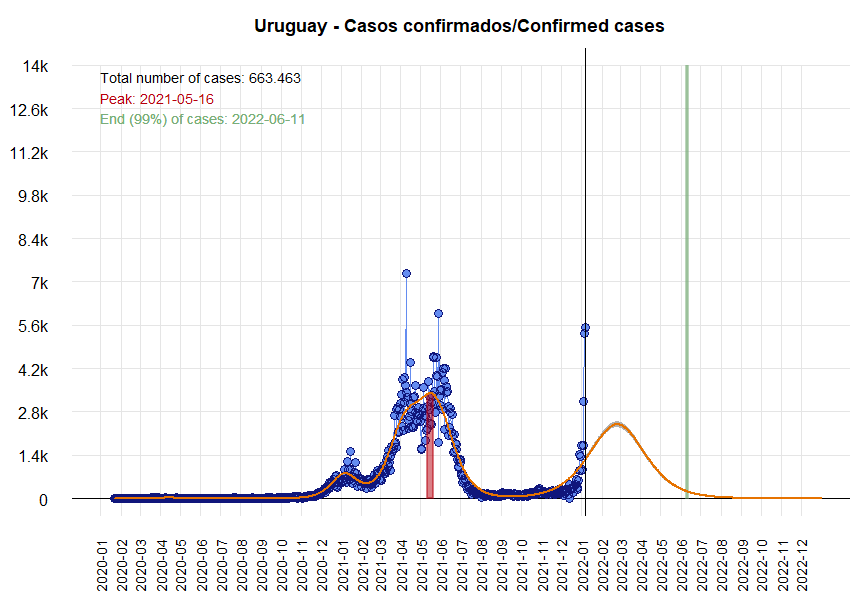 Uruguay - Casos confirmados/Confirmed cases
14k
Total number of cases: 663.463
Peak: 2021-05-16
12.6k
End (99%) of cases: 2022-06-11
11.2k
9.8k
8.4k
7k
5.6k
4.2k
2.8k
1.4k
0
2020-01
2020-02
2020-03
2020-04
2020-05
2020-06
2020-07
2020-08
2020-09
2020-10
2020-11
2020-12
2021-01
2021-02
2021-03
2021-04
2021-05
2021-06
2021-07
2021-08
2021-09
2021-10
2021-11
2021-12
2022-01
2022-02
2022-03
2022-04
2022-05
2022-06
2022-07
2022-08
2022-09
2022-10
2022-11
2022-12